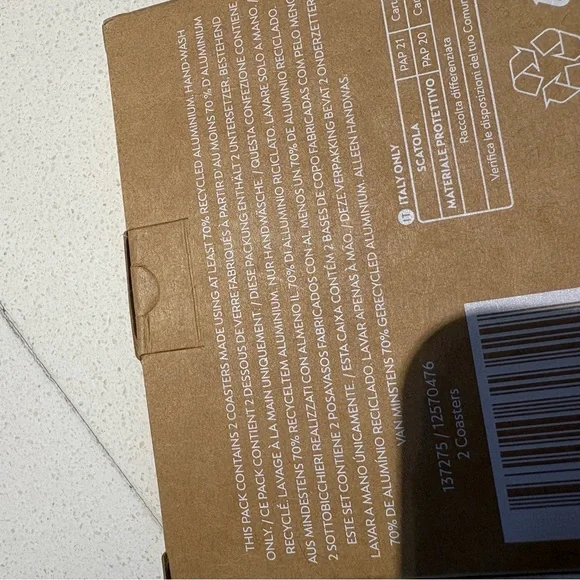 THIS PACK CONTAINS 2 COASTERS MADE USING AT LEAST 70% RECYCLED ALUMINIUM. HAND-WASH
ONLY. / CE PACK CONTIENT 2 DESSOUS DE VERRE FABRIQUÉS À PARTIR D'AU MOINS 70 % D'ALUMINIUM
RECYCLÉ. LAVAGE À LA MAIN UNIQUEMENT. / DIESE PACKUNG ENTHÄLT 2 UNTERSETZER, BESTEHEND
AUS MINDESTENS 70% RECYCELTEM ALUMINIUM. NUR HANDWÄSCHE. / QUESTA CONFEZIONE CONTIENE
2 SOTTOBICCHIERI REALIZZATI CON ALMENO IL 70% DI ALLUMINIO RICICLATO. LAVARE SOLO A MANO. /
ESTE SET CONTIENE 2 POSAVASOS FABRICADOS CON AL MENOS UN 70% DE ALUMINIO RECICLADO.
LAVAR A MANO ÚNICAMENTE. / ESTA CAIXA CONTÉM 2 BASES DE COPO FABRICADAS COM PELO MENOS
70% DE ALUMÍNIO RECICLADO. LAVAR APENAS À MÃO. / DEZE VERPAKKING BEVAT 2 ONDERZETTERS
VAN MINSTENS 70% GERECYCLED ALUMINIUM. ALLEEN HANDWAS.
IT ITALY ONLY
SCATOLA
PAP 21
MATERIALE PROTETTIVO
PAP 20
Raccolta differenziata
Verifica le disposizioni del tuo
137275 / 12570476
2 Coasters